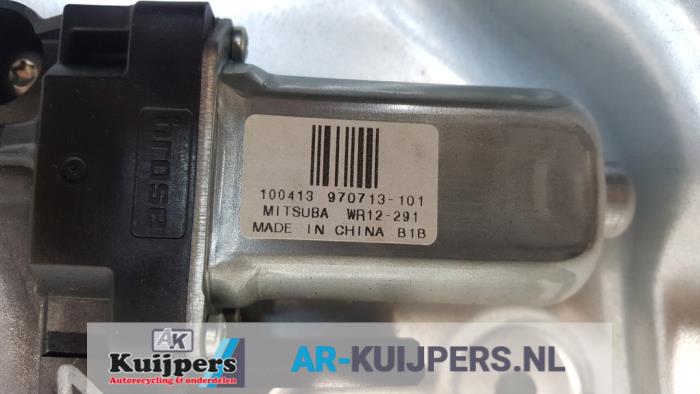 brose
100413 970713-101
MITSUBA WR12-291
MADE IN CHINA B1B
AK
Kuijpers
Autorecycling & onderdelen
AR-KUIJPERS.NL